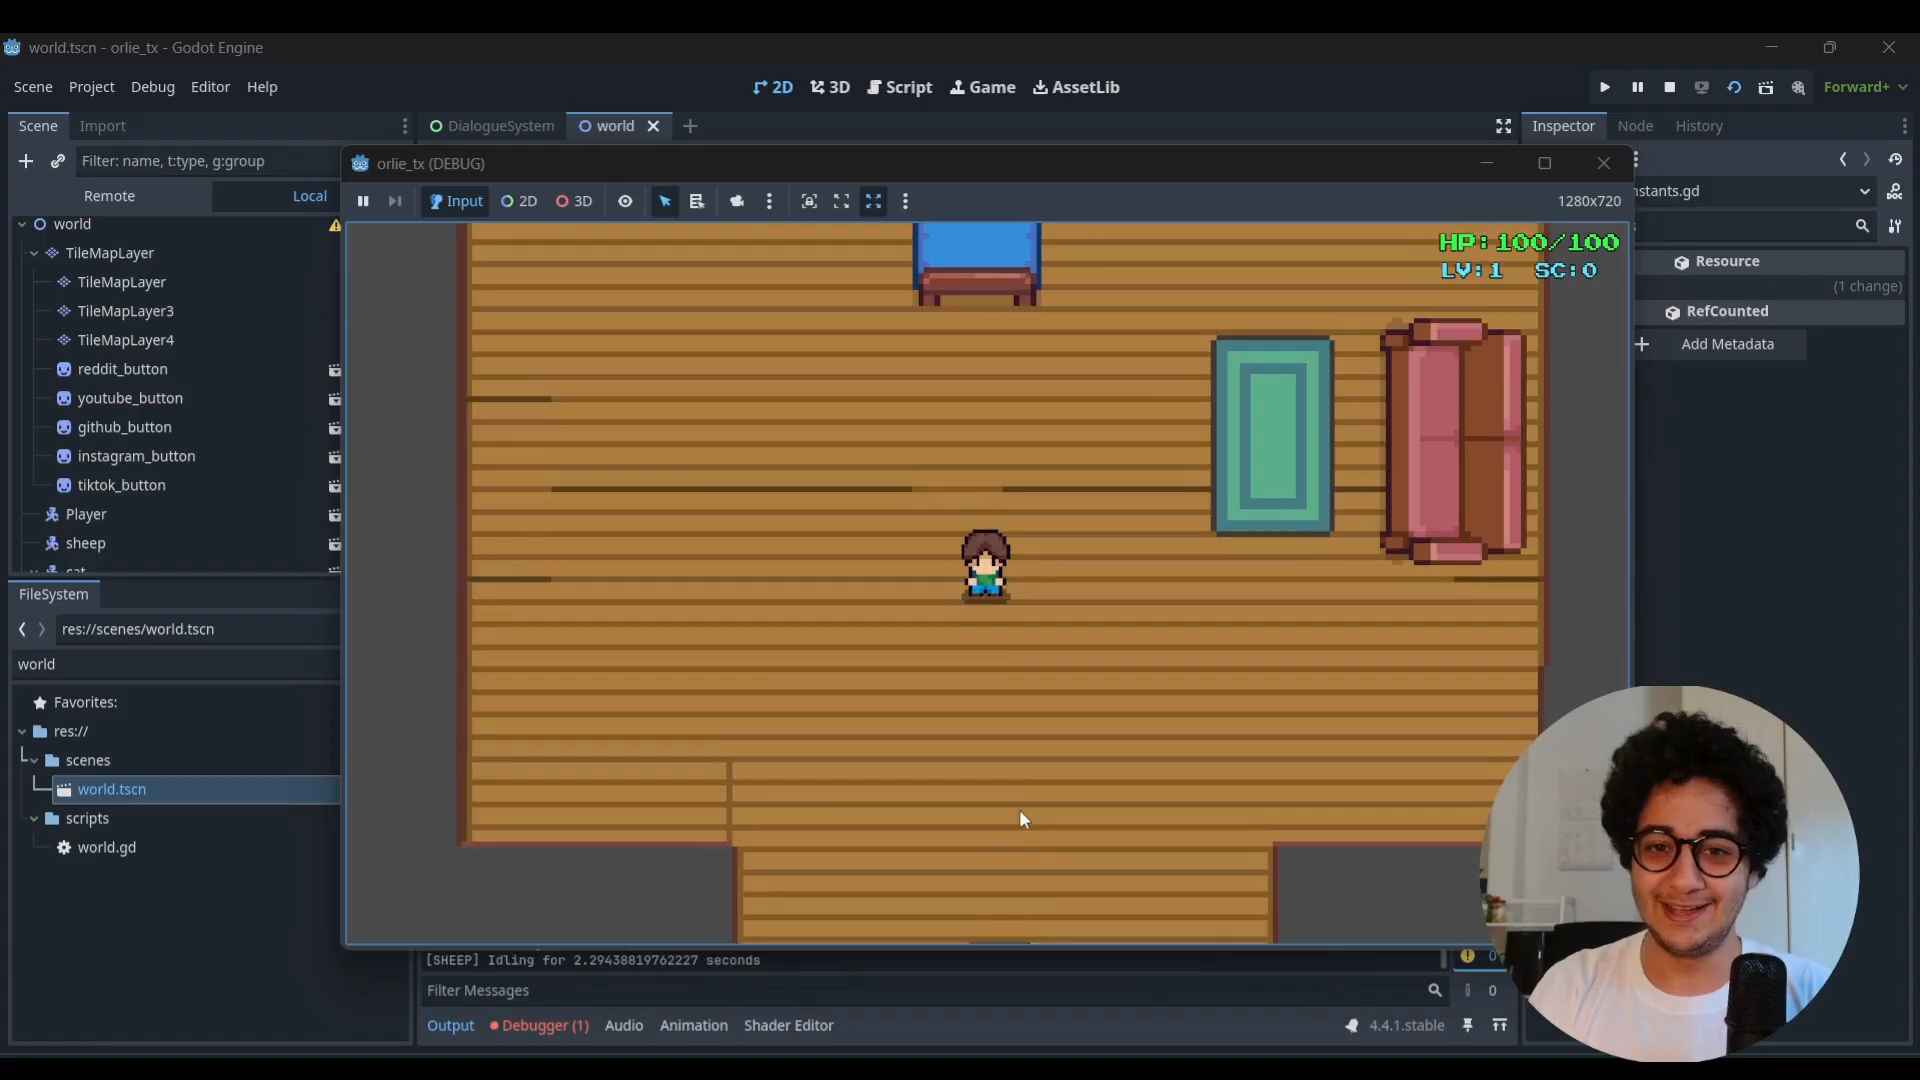 world.tscn - orlie_tx - Godot Engine
Scene Project Debug Editor Help
2D 3D Script Game AssetLib
Forward+
Scene Import
DialogueSystem world
Inspector Node History
Filter: name, t:type, g:group
orlie_tx (DEBUG)
Remote Local
Input 2D 3D
1280x720
stants.gd
world
TileMapLayer
TileMapLayer
TileMapLayer3
TileMapLayer4
reddit_button
youtube_button
github_button
instagram_button
tiktok_button
Player
sheep
HP:100/100
LV:1 SC:0
Resource
(1 change)
RefCounted
Add Metadata
FileSystem
res://scenes/world.tscn
world
Favorites:
res://
scenes
world.tscn
scripts
world.gd
[SHEEP] Idling for 2.29438819762227 seconds
0
Filter Messages
0
Output Debugger (1) Audio Animation Shader Editor
4.4.1.stable